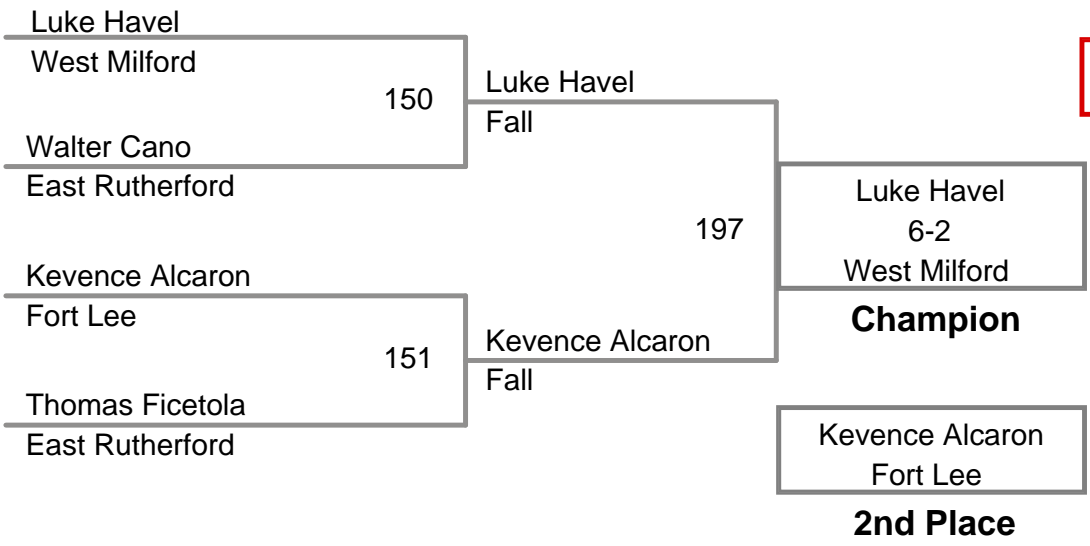 Luke Havel
West Milford
150
Walter Cano
East Rutherford
Luke Havel
Fall
Kevence Alcaron
Fort Lee
151
Thomas Ficetola
East Rutherford
Kevence Alcaron
Fall
197
Luke Havel
6-2
West Milford
Champion
Kevence Alcaron
Fort Lee
2nd Place